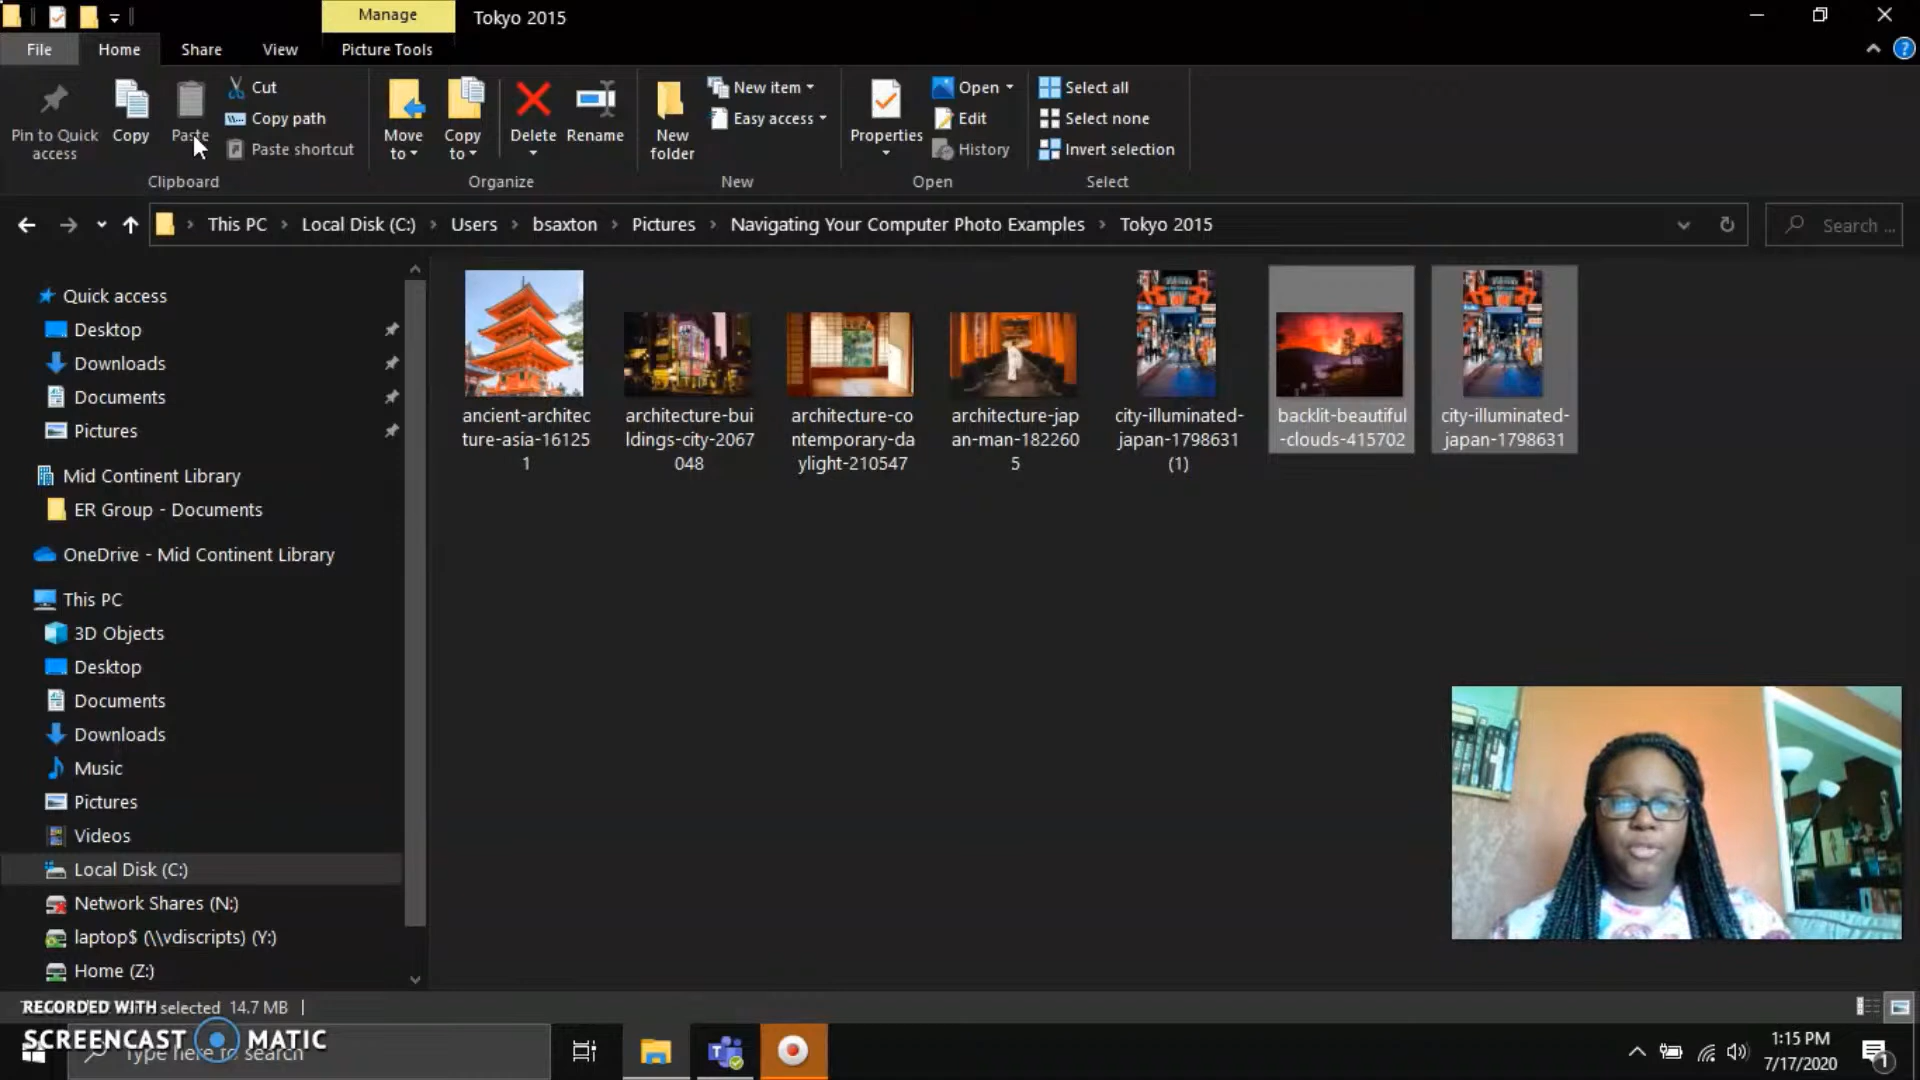 Manage
Tokyo 2015
File
Home
Share
View
Picture Tools
Pin to Quick
access
Copy
Paste
Cut
Copy path
Paste shortcut
Clipboard
Move
to
Copy
to
Delete
Rename
Organize
New
folder
New item
Easy access
New
Properties
Open
Edit
History
Open
Select all
Select none
Invert selection
Select
This PC > Local Disk (C:) > Users > bsaxton > Pictures > Navigating Your Computer Photo Examples > Tokyo 2015
Search ...
Quick access
Desktop
Downloads
Documents
Pictures
Mid Continent Library
ER Group - Documents
OneDrive - Mid Continent Library
This PC
3D Objects
Desktop
Documents
Downloads
Music
Pictures
Videos
Local Disk (C:)
Network Shares (N:)
laptop$ (\\vdiscripts) (Y:)
Home (Z:)
ancient-architec
ture-asia-16125
1
architecture-bui
ldings-city-2067
048
architecture-co
ntemporary-da
ylight-210547
architecture-jap
an-man-182260
5
city-illuminated-
japan-1798631
(1)
backlit-beautiful
-clouds-415702
city-illuminated-
japan-1798631
RECORDED WITH
selected 14.7 MB
SCREENCAST MATIC
Type here to search
1:15 PM
7/17/2020
1